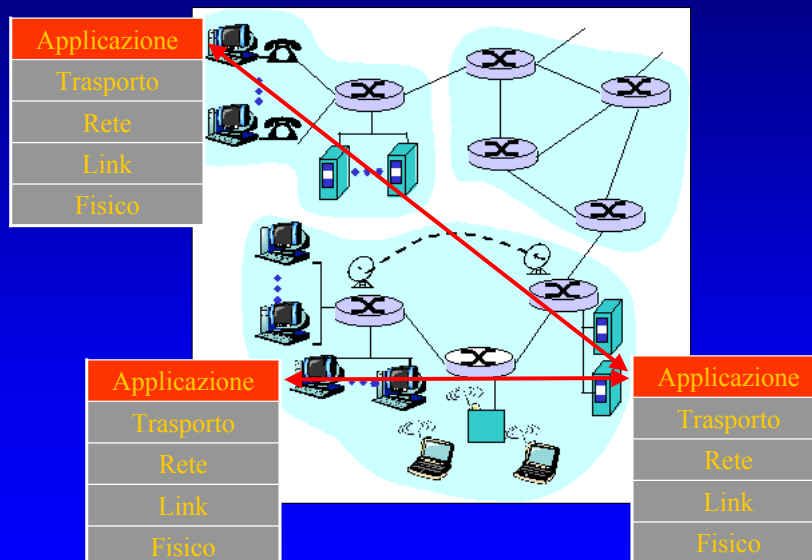 Applicazione
Trasporto
Rete
Link
Fisico
Applicazione
Trasporto
Rete
Link
Fisico
Applicazione
Trasporto
Rete
Link
Fisico